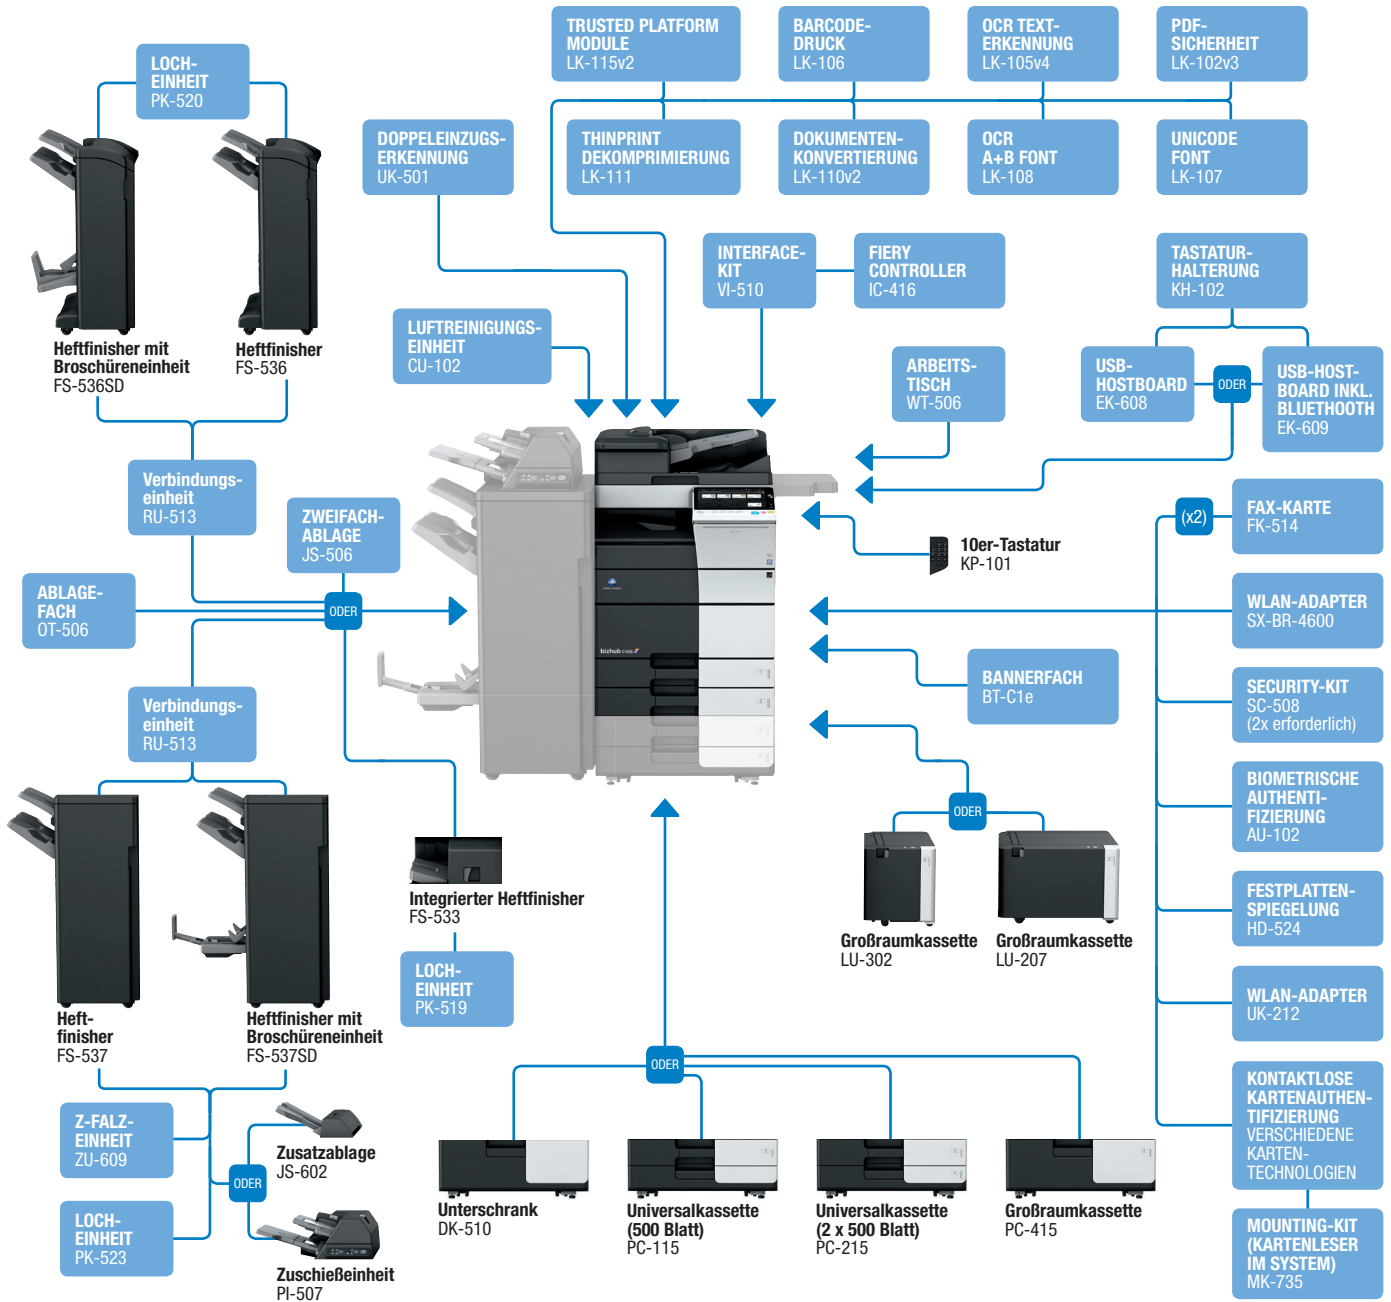 TRUSTED PLATFORM
MODULE
LK-115v2
BARCODE-
DRUCK
LK-106
OCR TEXT-
ERKENNUNG
LK-105v4
PDF-
SICHERHEIT
LK-102v3
LOCH-
EINHEIT
PK-520
DOPPELEINZUGS-
ERKENNUNG
UK-501
THINPRINT
DEKOMPRIMIERUNG
LK-111
DOKUMENTEN-
KONVERTIERUNG
LK-110v2
OCR
A+B FONT
LK-108
UNICODE
FONT
LK-107
INTERFACE-
KIT
VI-510
FIERY
CONTROLLER
IC-416
TASTATUR-
HALTERUNG
KH-102
LUFTREINIGUNGS-
EINHEIT
CU-102
Heftfinisher mit
Broschüreneinheit
FS-536SD
Heftfinisher
FS-536
ARBEITS-
TISCH
WT-506
USB-
HOSTBOARD
EK-608
ODER
USB-HOST-
BOARD INKL.
BLUETHOOTH
EK-609
Verbindungs-
einheit
RU-513
ZWEIFACH-
ABLAGE
JS-506
(x2)
FAX-KARTE
FK-514
10er-Tastatur
KP-101
ABLAGE-
FACH
OT-506
ODER
WLAN-ADAPTER
SX-BR-4600
bizhub
BANNERFACH
BT-C1e
SECURITY-KIT
SC-508
(2x erforderlich)
Verbindungs-
einheit
RU-513
BIOMETRISCHE
AUTHENTI-
FIZIERUNG
AU-102
ODER
Integrierter Heftfinisher
FS-533
Großraumkassette
LU-302
Großraumkassette
LU-207
FESTPLATTEN-
SPIEGELUNG
HD-524
LOCH-
EINHEIT
PK-519
WLAN-ADAPTER
UK-212
Heft-
finisher
FS-537
Heftfinisher mit
Broschüreneinheit
FS-537SD
ODER
KONTAKTLOSE
KARTENAUTHEN-
TIFIZIERUNG
VERSCHIEDENE
KARTEN-
TECHNOLOGIEN
Z-FALZ-
EINHEIT
ZU-609
Zusatzablage
JS-602
ODER
LOCH-
EINHEIT
PK-523
Zuschießeinheit
PI-507
Unterschrank
DK-510
Universalkassette
(500 Blatt)
PC-115
Universalkassette
(2 x 500 Blatt)
PC-215
Großraumkassette
PC-415
MOUNTING-KIT
(KARTENLESER
IM SYSTEM)
MK-735